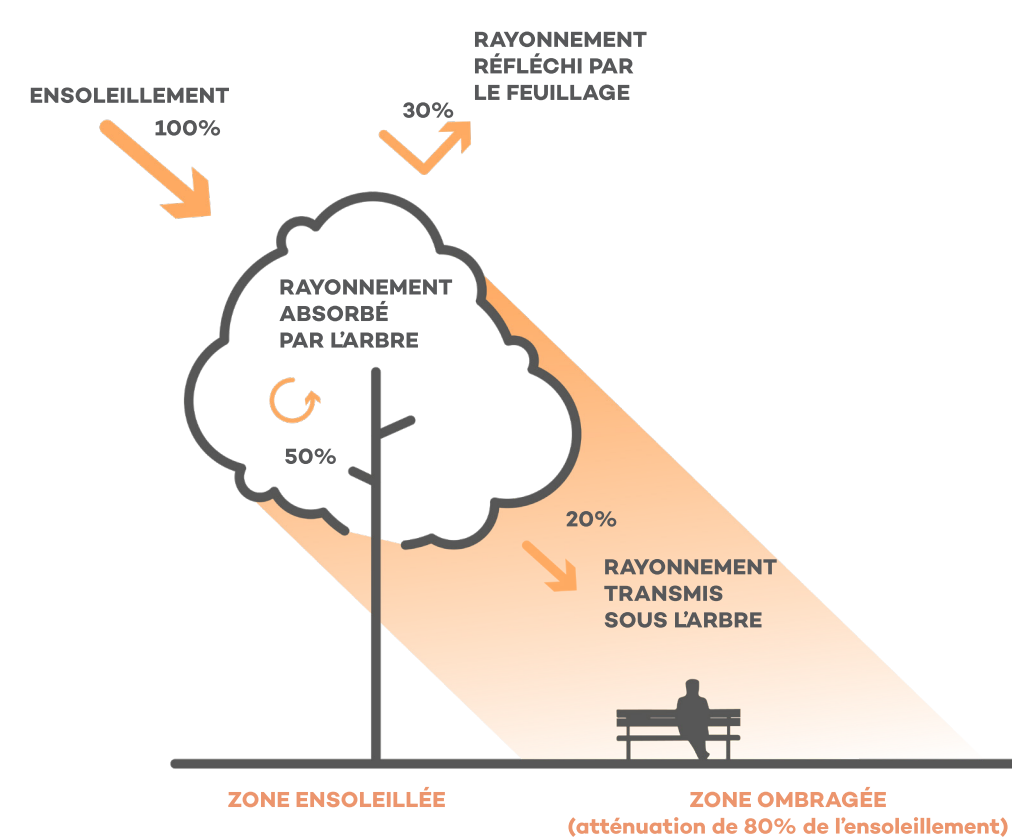 RAYONNEMENT
RÉFLÉCHI PAR
LE FEUILLAGE
30%
ENSOLEILLEMENT
100%
RAYONNEMENT
ABSORBÉ
PAR L'ARBRE
50%
20%
RAYONNEMENT
TRANSMIS
SOUS L'ARBRE
ZONE ENSOLEILLÉE
ZONE OMBRAGÉE
(atténuation de 80% de l'ensoleillement)